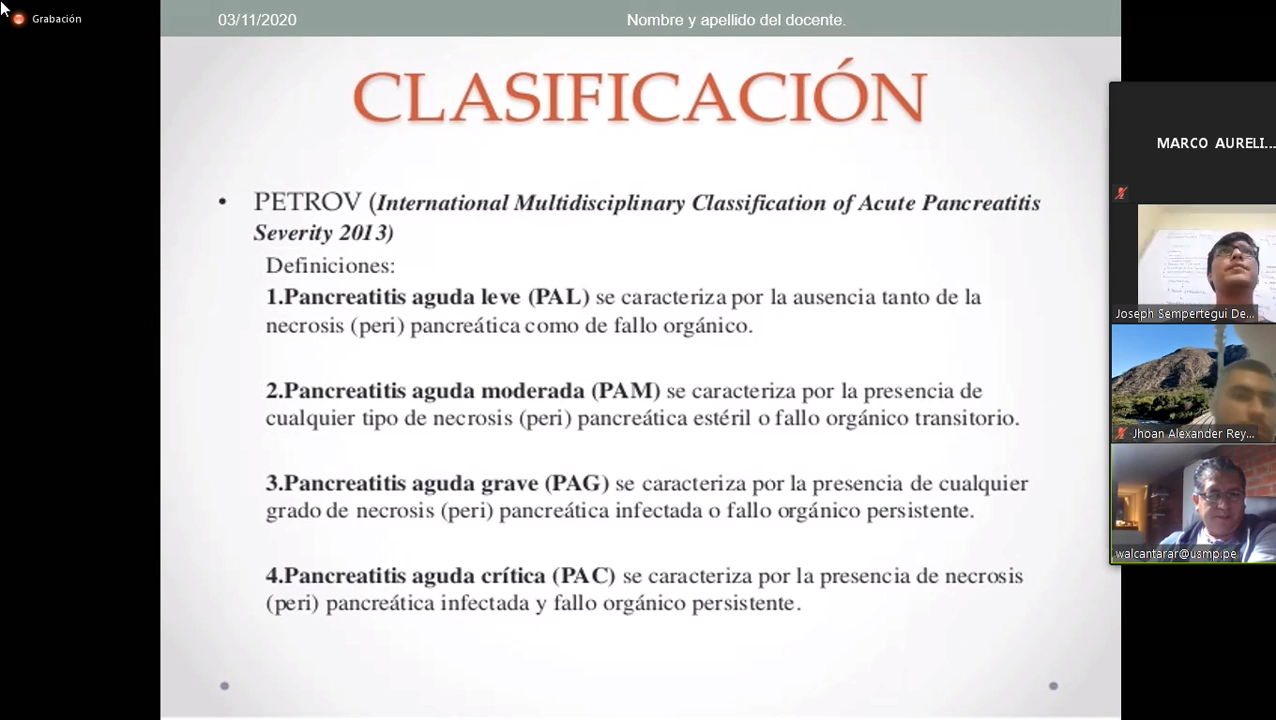 Grabación
03/11/2020
Nombre y apellido del docente.
CLASIFICACIÓN
• PETROV (International Multidisciplinary Classification of Acute Pancreatitis
Severity 2013)
Definiciones:
1.Pancreatitis aguda leve (PAL) se caracteriza por la ausencia tanto de la
necrosis (peri) pancreática como de fallo orgánico.
2.Pancreatitis aguda moderada (PAM) se caracteriza por la presencia de
cualquier tipo de necrosis (peri) pancreática estéril o fallo orgánico transitorio.
3.Pancreatitis aguda grave (PAG) se caracteriza por la presencia de cualquier
grado de necrosis (peri) pancreática infectada o fallo orgánico persistente.
4.Pancreatitis aguda crítica (PAC) se caracteriza por la presencia de necrosis
(peri) pancreática infectada y fallo orgánico persistente.
MARCO AURELI...
Joseph Sempertegui De...
Jhoan Alexander Rey...
walcantarar@usmp.pe